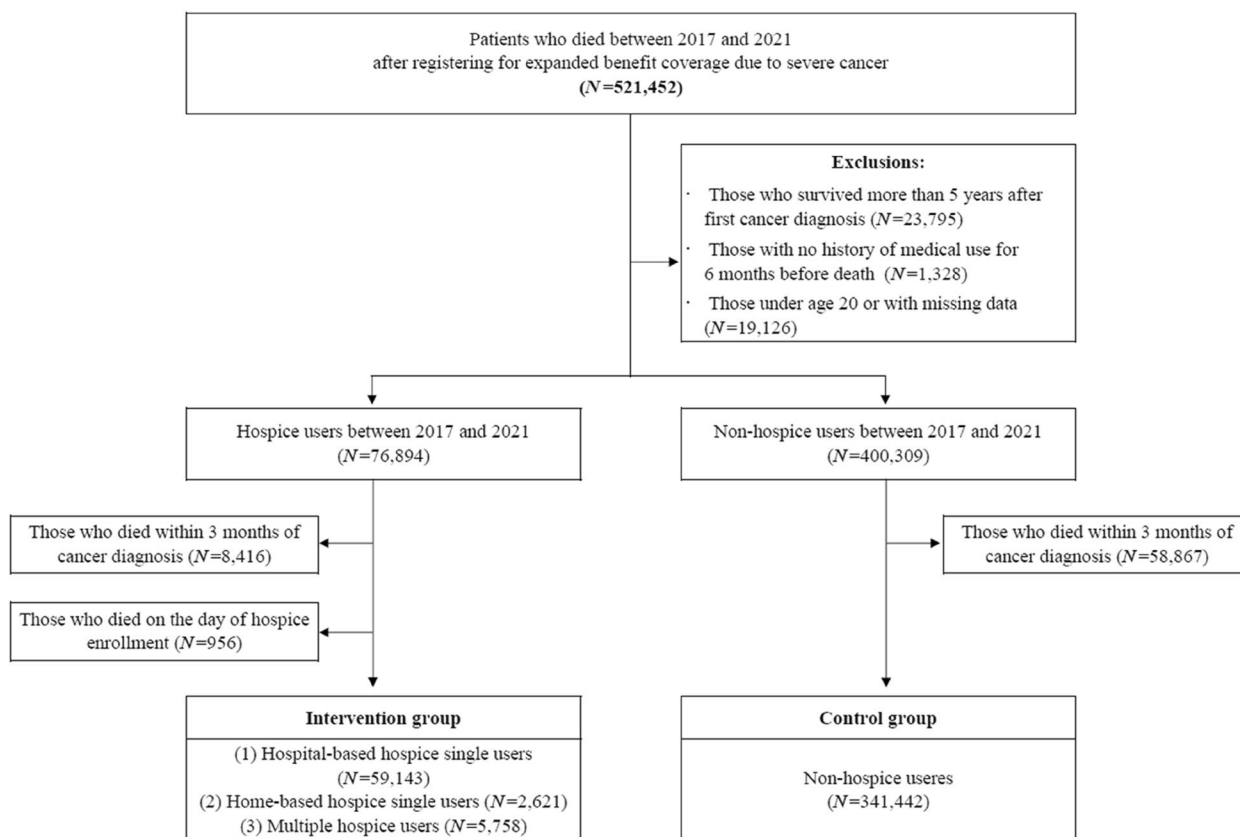 Patients who died between 2017 and 2021
after registering for expanded benefit coverage due to severe cancer
(N=521,452)
Exclusions:
· Those who survived more than 5 years after
first cancer diagnosis (N=23,795)
· Those with no history of medical use for
6 months before death (N=1,328)
· Those under age 20 or with missing data
(N=19,126)
Hospice users between 2017 and 2021
(N=76,894)
Non-hospice users between 2017 and 2021
(N=400,309)
Those who died within 3 months of
cancer diagnosis (N=8,416)
Those who died within 3 months of
cancer diagnosis (N=58,867)
Those who died on the day of hospice
enrollment (N=956)
Intervention group
(1) Hospital-based hospice single users
(N=59,143)
(2) Home-based hospice single users (N=2,621)
(3) Multiple hospice users (N=5,758)
Control group
Non-hospice useres
(N=341,442)